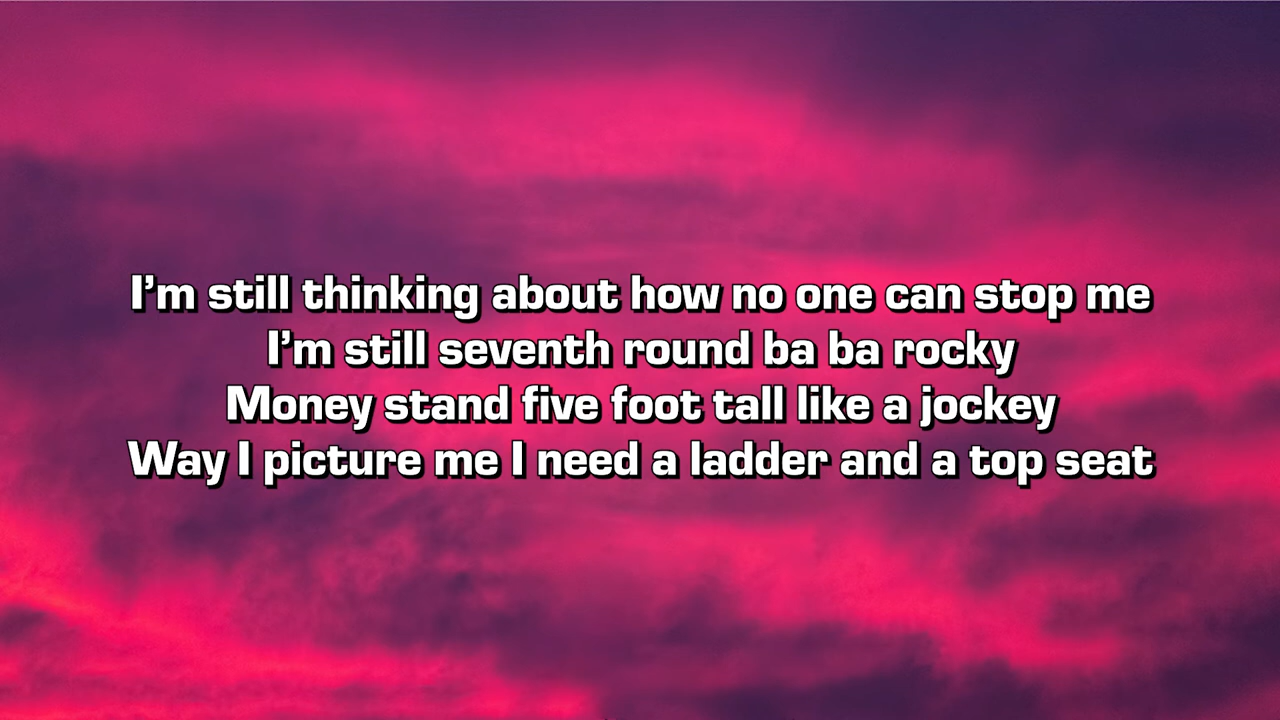 I’m still thinking about how no one can stop me
I’m still seventh round ba ba rocky
Money stand five foot tall like a jockey
Way I picture me I need a ladder and a top seat